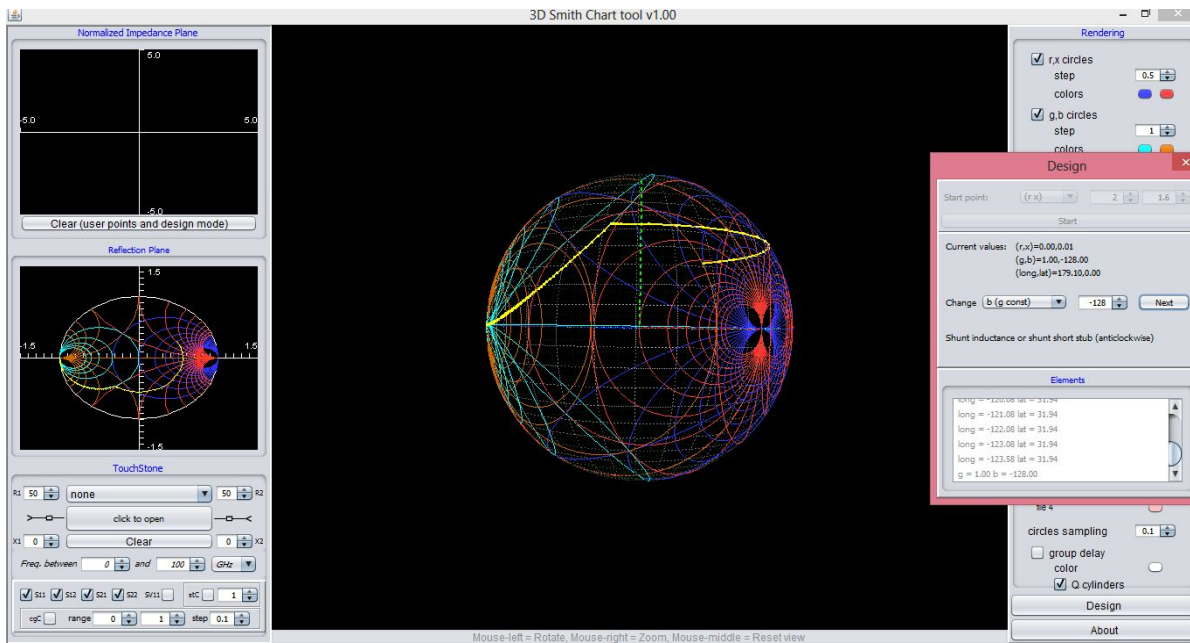 3D Smith Chart tool v1.00
Normalized Impedance Plane
5.0
-5.0
5.0
-5.0
Clear (user points and design mode)
Reflection Plane
1.5
-1.5
1.5
-1.5
TouchStone
R1 50 none 50 R2
click to open
X1 0 Clear 0 X2
Freq. between 0 and 100 GHz
S11 S12 S21 S22 SV11 stC 1
cgC range 0 1 step 0.1
Mouse-left = Rotate, Mouse-right = Zoom, Mouse-middle = Reset view
Rendering
r,x circles
step 0.5
colors
g,b circles
step 1
colors
Design
Start point: (r x) 2 1.6
Start
Current values: (r,x)=0.00,0.01
(g,b)=1.00,-128.00
(long,lat)=179.10,0.00
Change b (g const) -128 Next
Shunt inductance or shunt short stub (anticlockwise)
Elements
long = -120.08 lat = 31.94
long = -121.08 lat = 31.94
long = -122.08 lat = 31.94
long = -123.08 lat = 31.94
long = -123.58 lat = 31.94
g = 1.00 b = -128.00
file 4
circles sampling 0.1
group delay
color
Q cylinders
Design
About